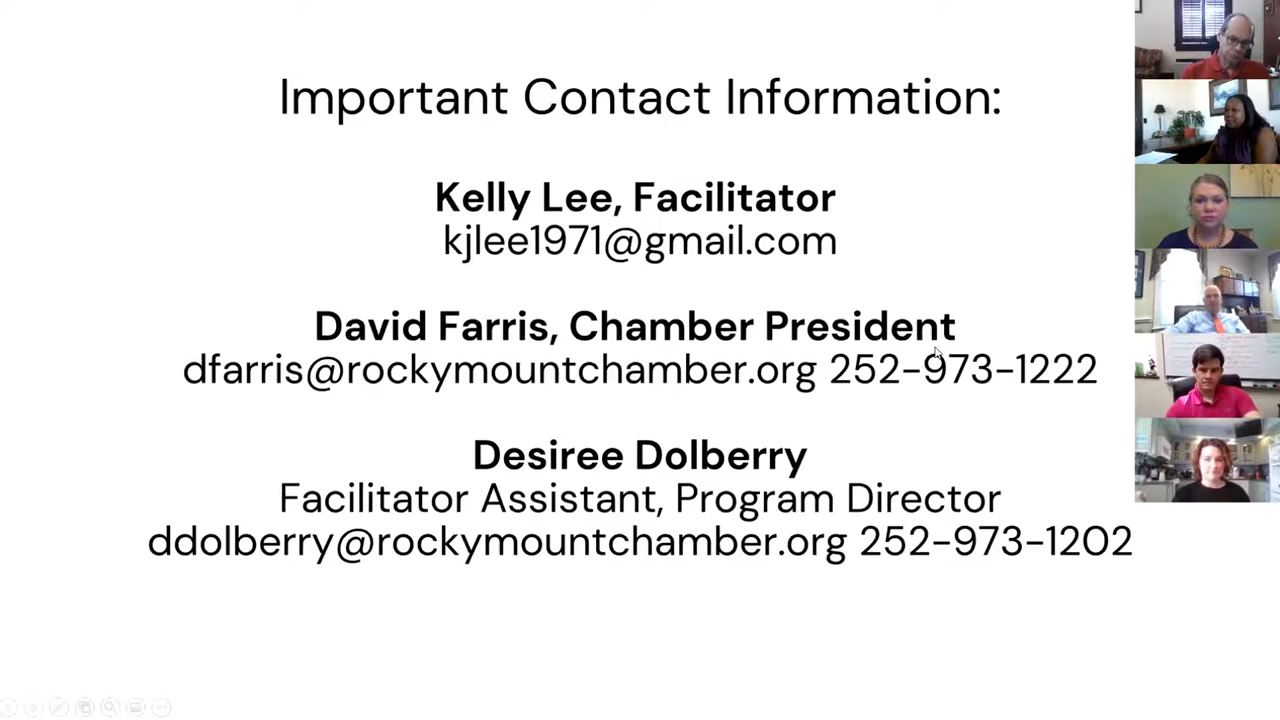 Important Contact Information:
Kelly Lee, Facilitator
kjlee1971@gmail.com
David Farris, Chamber President
dfarris@rockymountchamber.org 252-973-1222
Desiree Dolberry
Facilitator Assistant, Program Director
ddolberry@rockymountchamber.org 252-973-1202